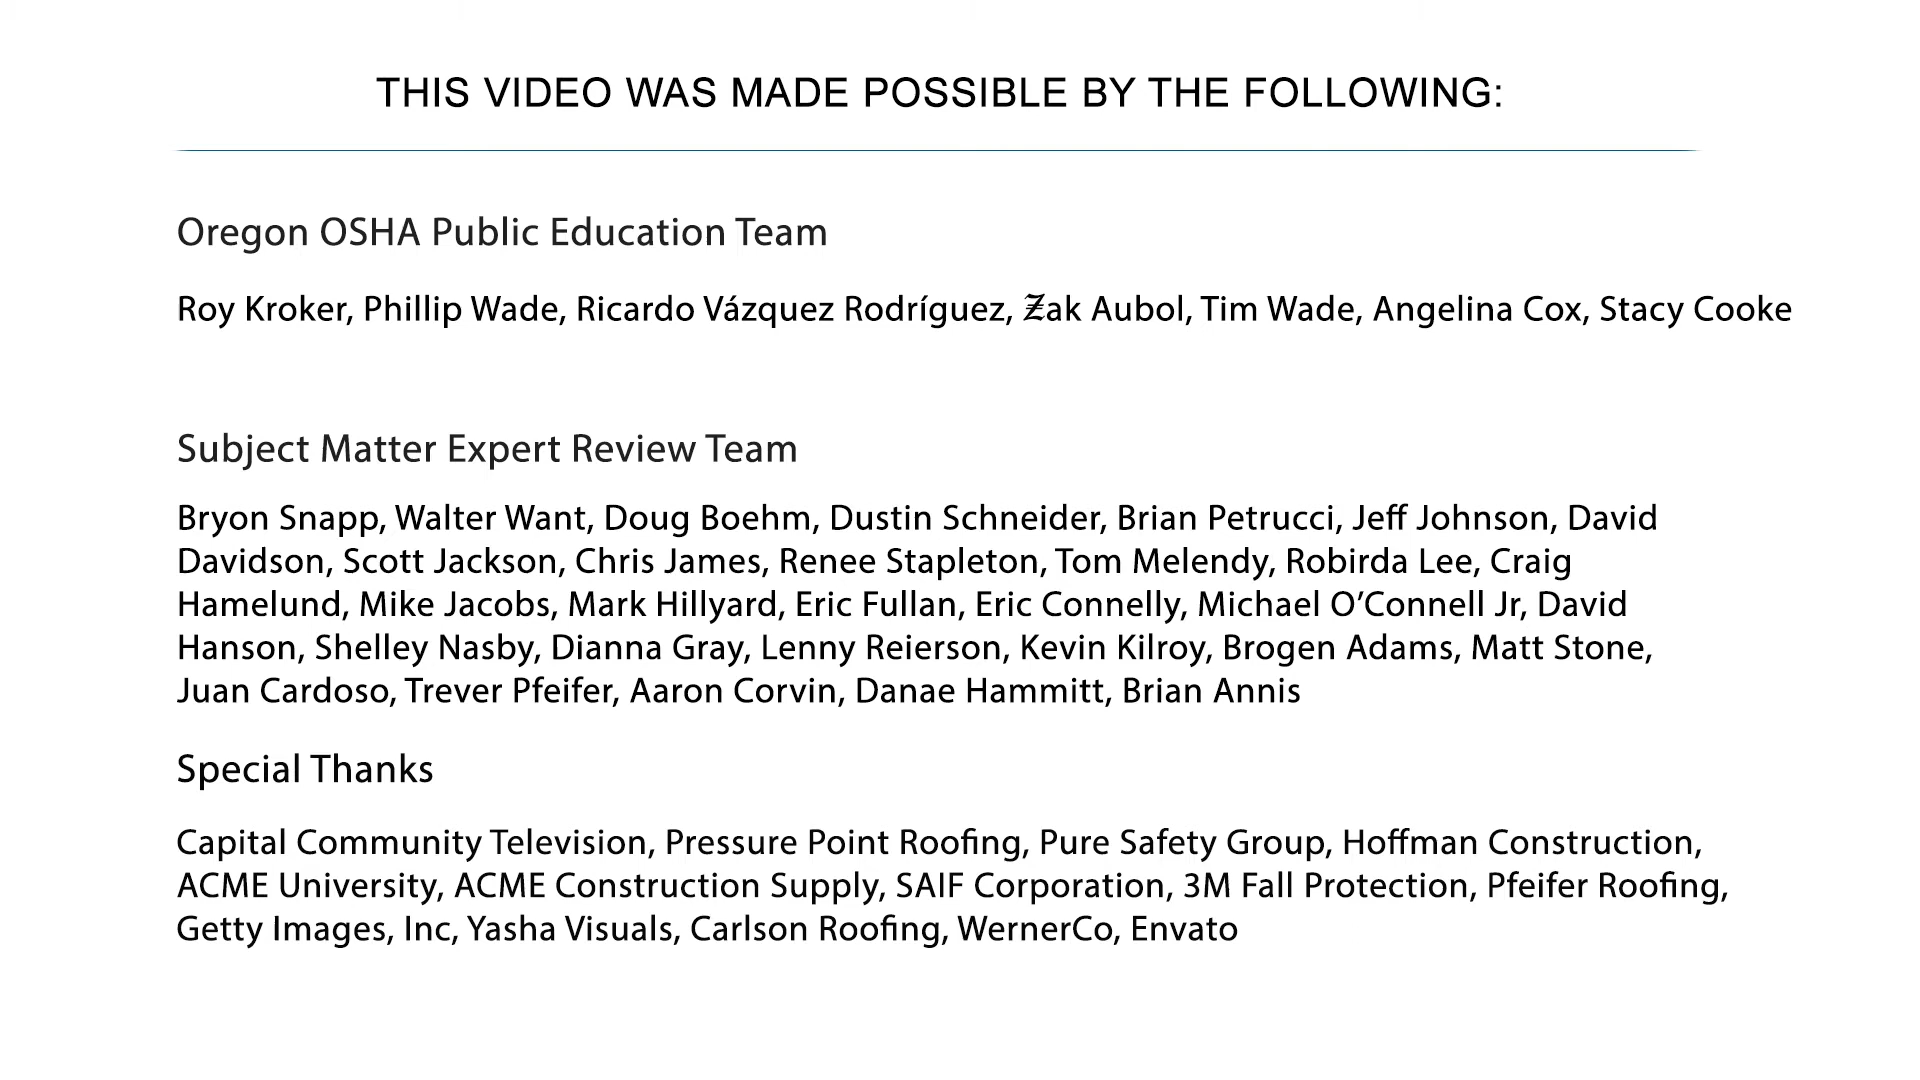 THIS VIDEO WAS MADE POSSIBLE BY THE FOLLOWING:
Oregon OSHA Public Education Team
Roy Kroker, Phillip Wade, Ricardo Vázquez Rodríguez, Zak Aubol, Tim Wade, Angelina Cox, Stacy Cooke
Subject Matter Expert Review Team
Bryon Snapp, Walter Want, Doug Boehm, Dustin Schneider, Brian Petrucci, Jeff Johnson, David
Davidson, Scott Jackson, Chris James, Renee Stapleton, Tom Melendy, Robirda Lee, Craig
Hamelund, Mike Jacobs, Mark Hillyard, Eric Fullan, Eric Connelly, Michael O’Connell Jr, David
Hanson, Shelley Nasby, Dianna Gray, Lenny Reierson, Kevin Kilroy, Brogen Adams, Matt Stone,
Juan Cardoso, Trever Pfeifer, Aaron Corvin, Danae Hammitt, Brian Annis
Special Thanks
Capital Community Television, Pressure Point Roofing, Pure Safety Group, Hoffman Construction,
ACME University, ACME Construction Supply, SAIF Corporation, 3M Fall Protection, Pfeifer Roofing,
Getty Images, Inc, Yasha Visuals, Carlson Roofing, WernerCo, Envato